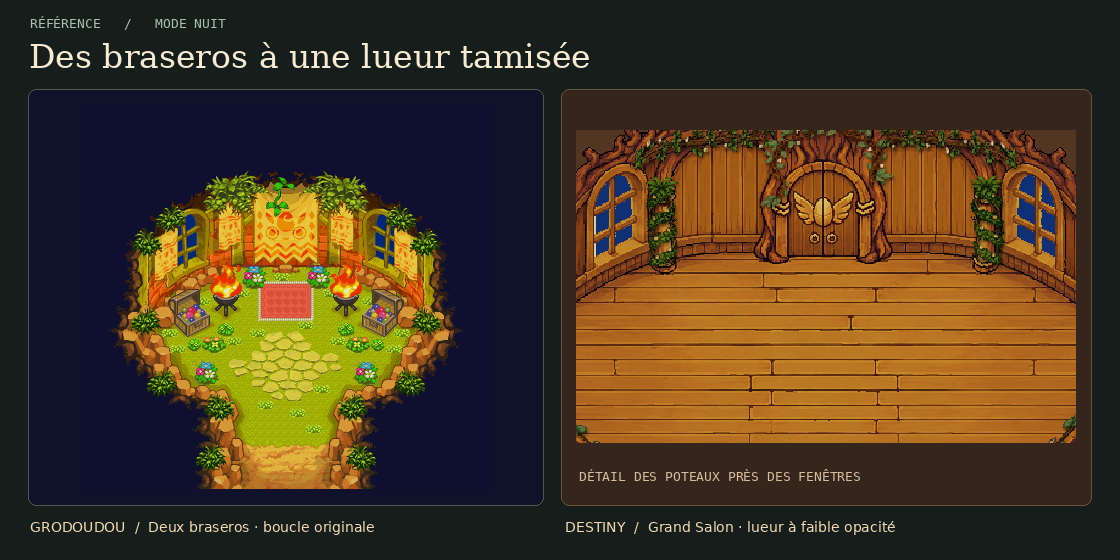 RÉFÉRENCE / MODE NUIT
Des braseros à une lueur tamisée
DÉTAIL DES POTEAUX PRÈS DES FENÊTRES
GRODOUDOU / Deux braseros · boucle originale
DESTINY / Grand Salon · lueur à faible opacité